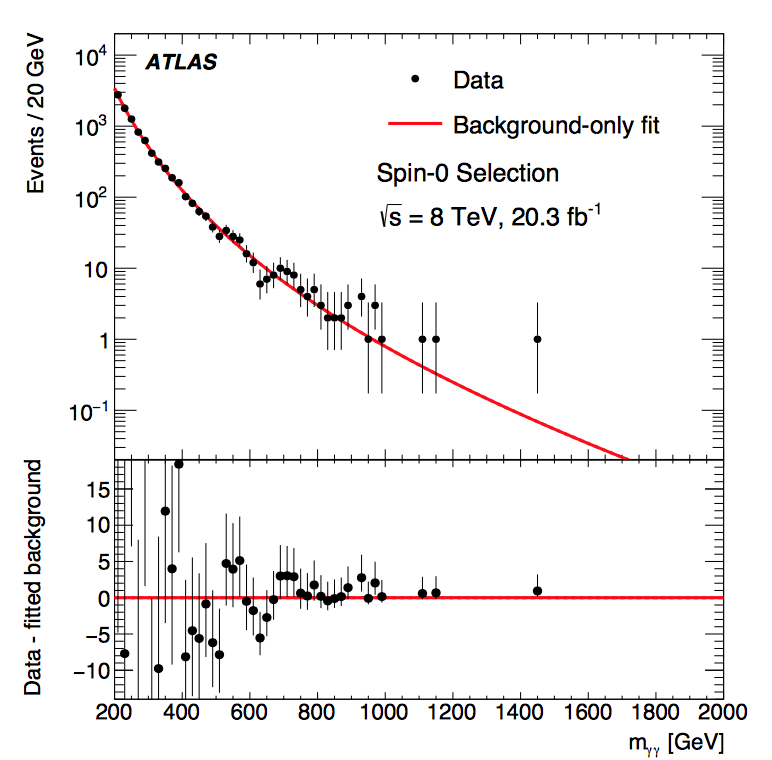 ATLAS
Events / 20 GeV
10⁴
10³
10²
10
1
10⁻¹
Data
Background-only fit
Spin-0 Selection
√s = 8 TeV, 20.3 fb⁻¹
Data - fitted background
15
10
5
0
−5
−10
200 400 600 800 1000 1200 1400 1600 1800 2000
m_γγ [GeV]